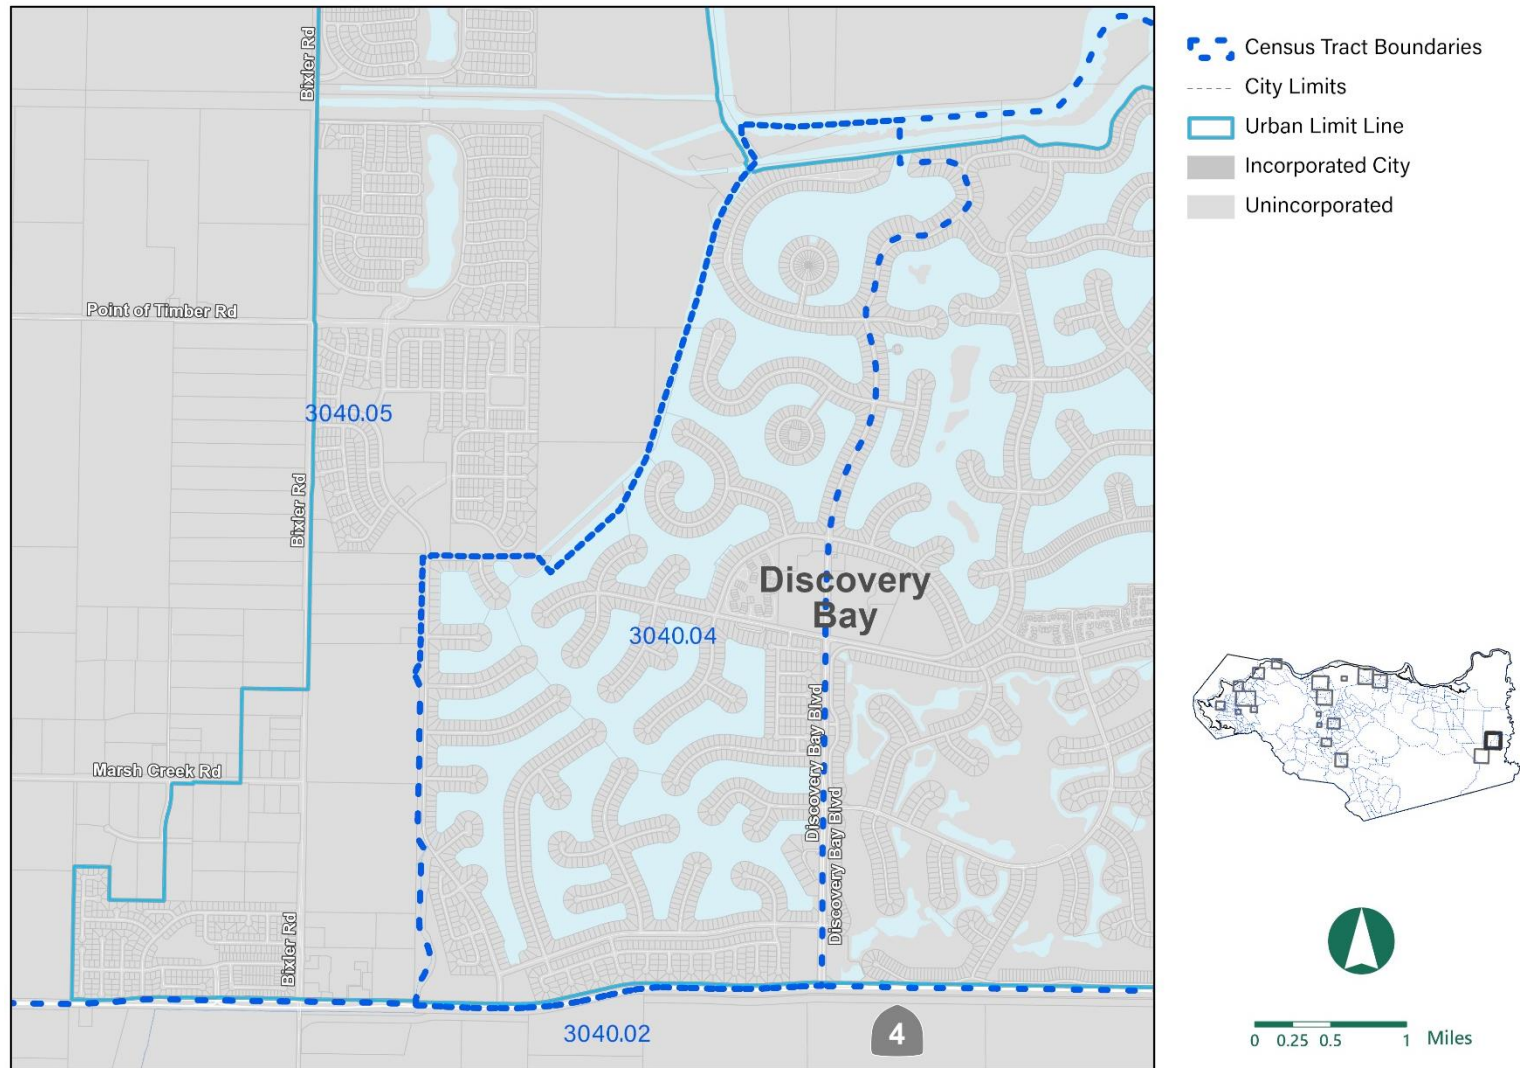 Bixler Rd
Point of Timber Rd
3040.05
Bixler Rd
Discovery
Bay
3040.04
Discovery Bay Blvd
Marsh Creek Rd
Discovery Bay Blvd
Bixler Rd
3040.02
4
Census Tract Boundaries
City Limits
Urban Limit Line
Incorporated City
Unincorporated
0 0.25 0.5 1 Miles